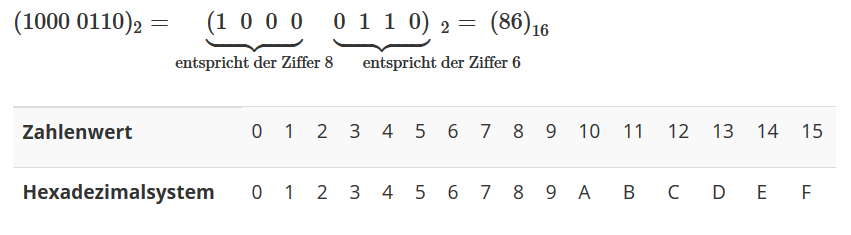 (1000 0110)₂ = (1 0 0 0 0 1 1 0) ₂ = (86)₁₆
entspricht der Ziffer 8 entspricht der Ziffer 6
Zahlenwert 0 1 2 3 4 5 6 7 8 9 10 11 12 13 14 15
Hexadezimalsystem 0 1 2 3 4 5 6 7 8 9 A B C D E F